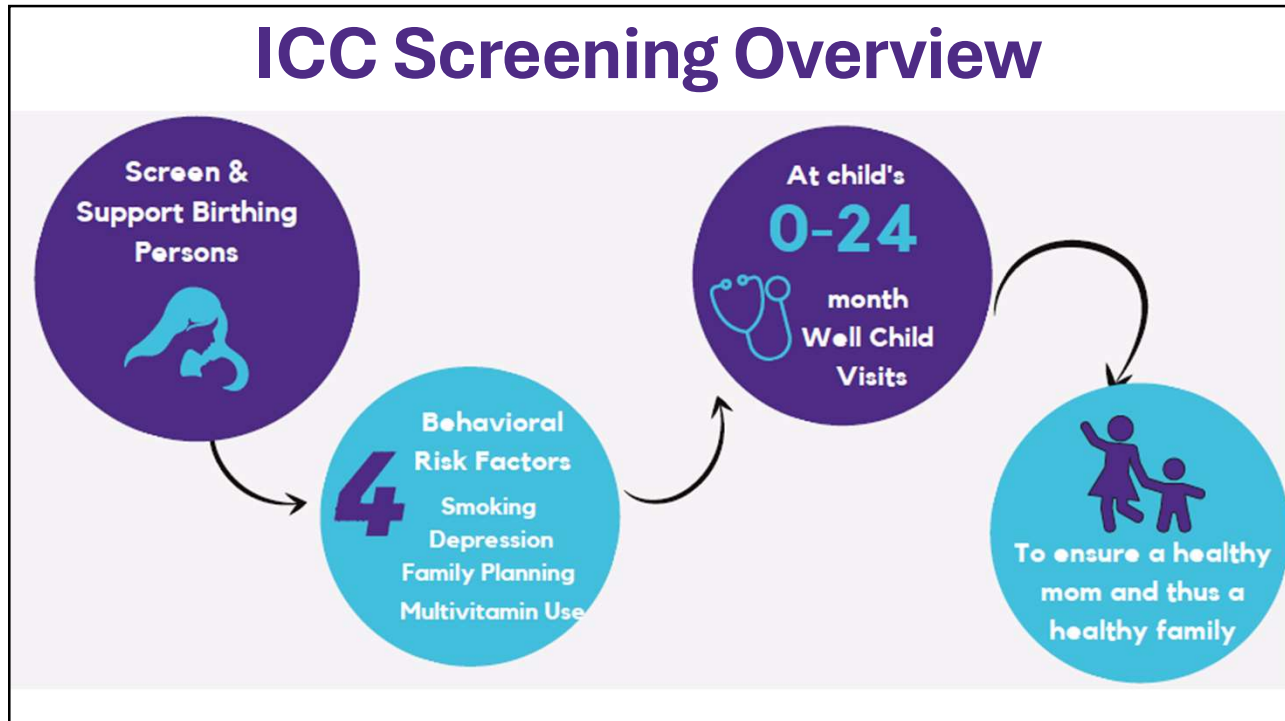 ICC Screening Overview
Screen &
Support Birthing
Persons
4
Behavioral
Risk Factors
Smoking
Depression
Family Planning
Multivitamin Use
At child's
0-24
month
Well Child
Visits
To ensure a healthy
mom and thus a
healthy family